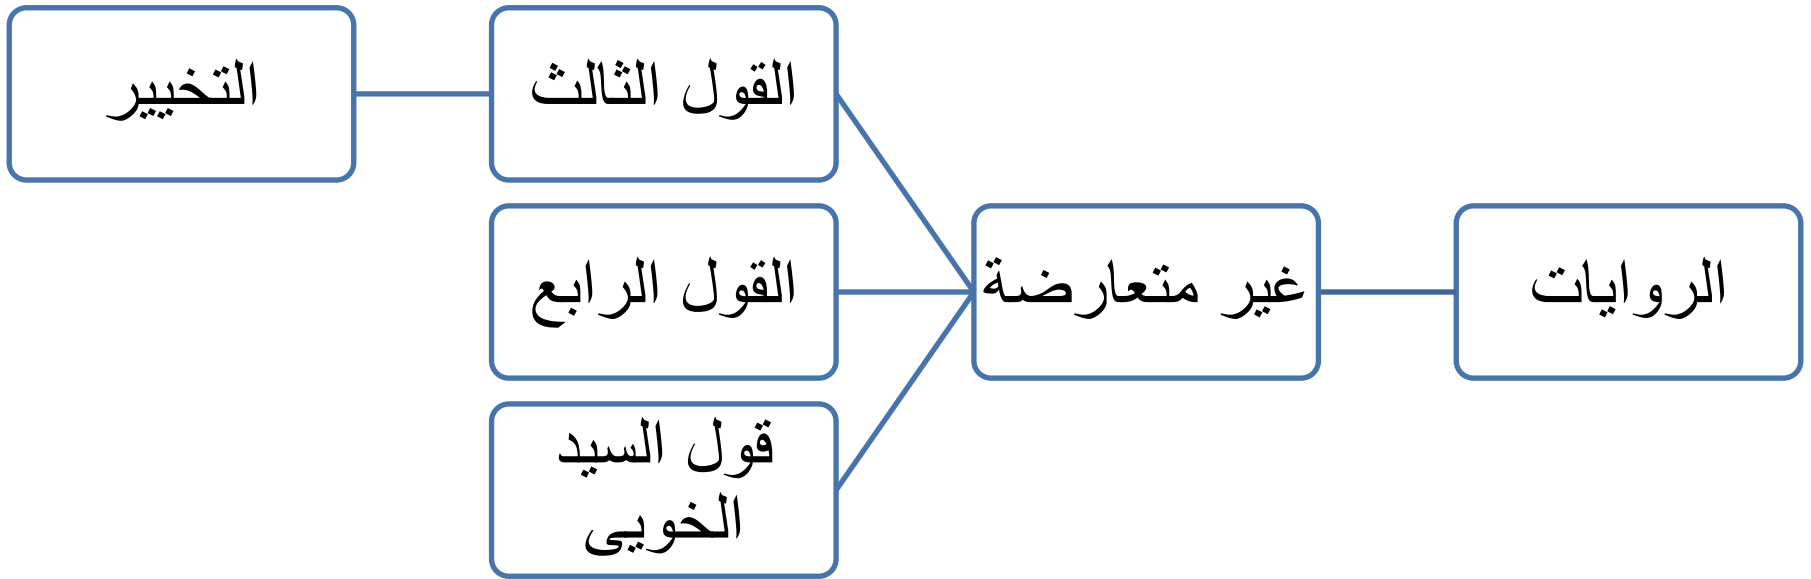 الروايات
غير متعارضة
القول الثالث
التخيير
القول الرابع
قول السيد
الخويى